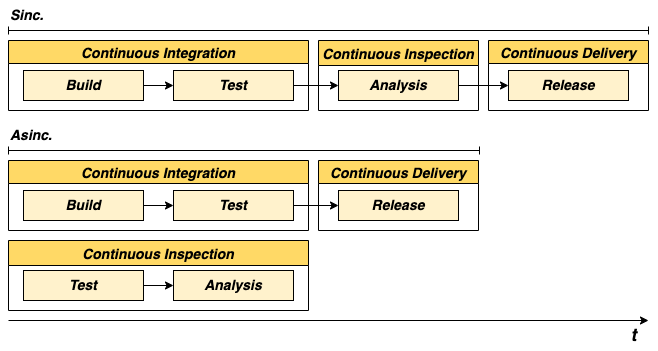 Sinc.
Continuous Integration
Continuous Inspection
Continuous Delivery
Build
Test
Analysis
Release
Asinc.
Continuous Integration
Continuous Delivery
Build
Test
Release
Continuous Inspection
Test
Analysis
t